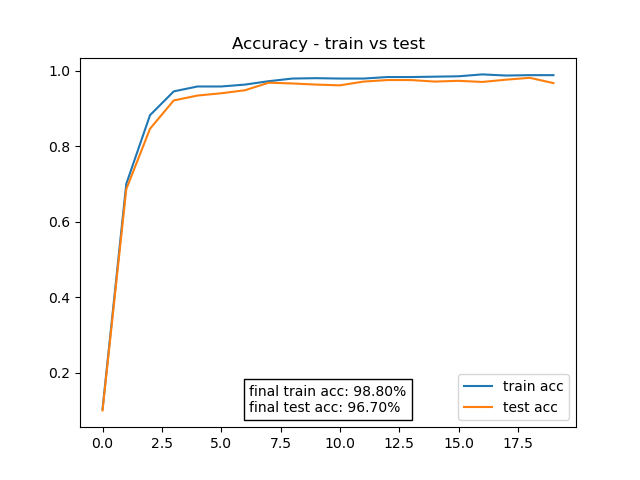 Accuracy - train vs test
1.0
0.8
0.6
0.4
0.2
final train acc: 98.80%
final test acc: 96.70%
train acc
test acc
0.0 2.5 5.0 7.5 10.0 12.5 15.0 17.5